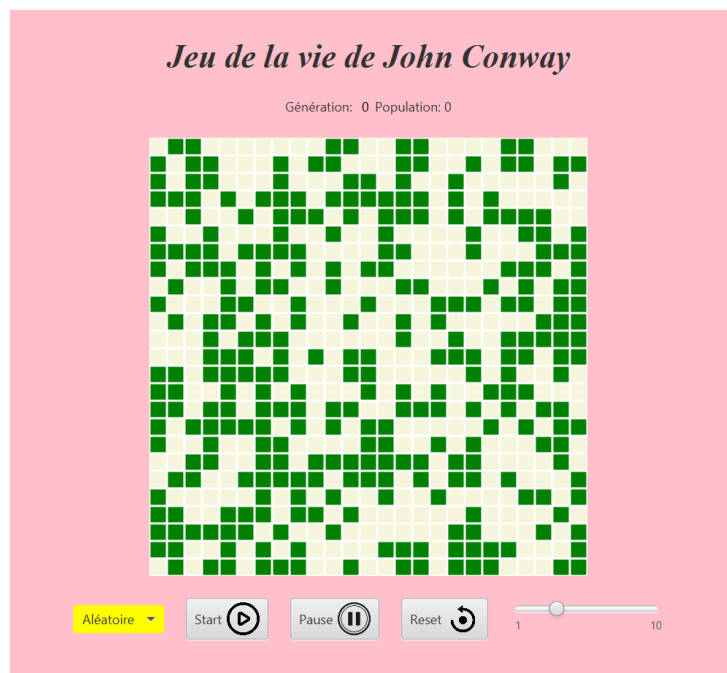 Jeu de la vie de John Conway
Génération: 0 Population: 0
Aléatoire Start Pause Reset
1 10